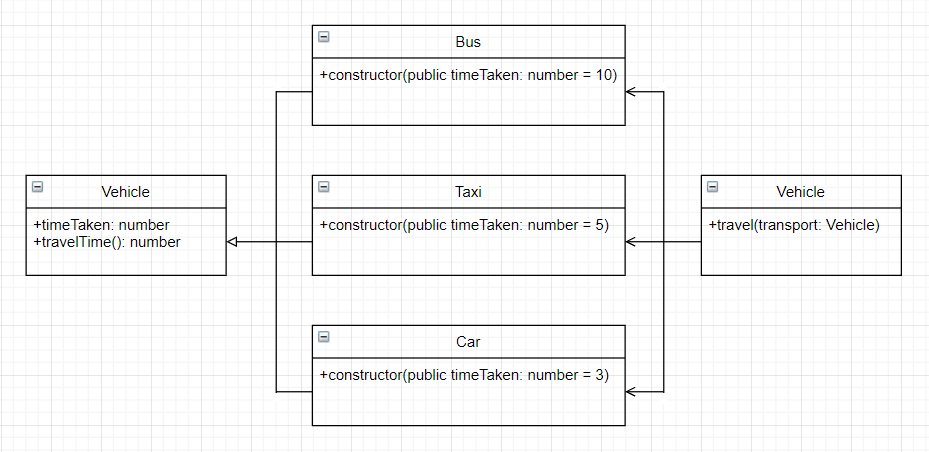 Bus
+constructor(public timeTaken: number = 10)
Vehicle
+timeTaken: number
+travelTime(): number
Taxi
+constructor(public timeTaken: number = 5)
Vehicle
+travel(transport: Vehicle)
Car
+constructor(public timeTaken: number = 3)